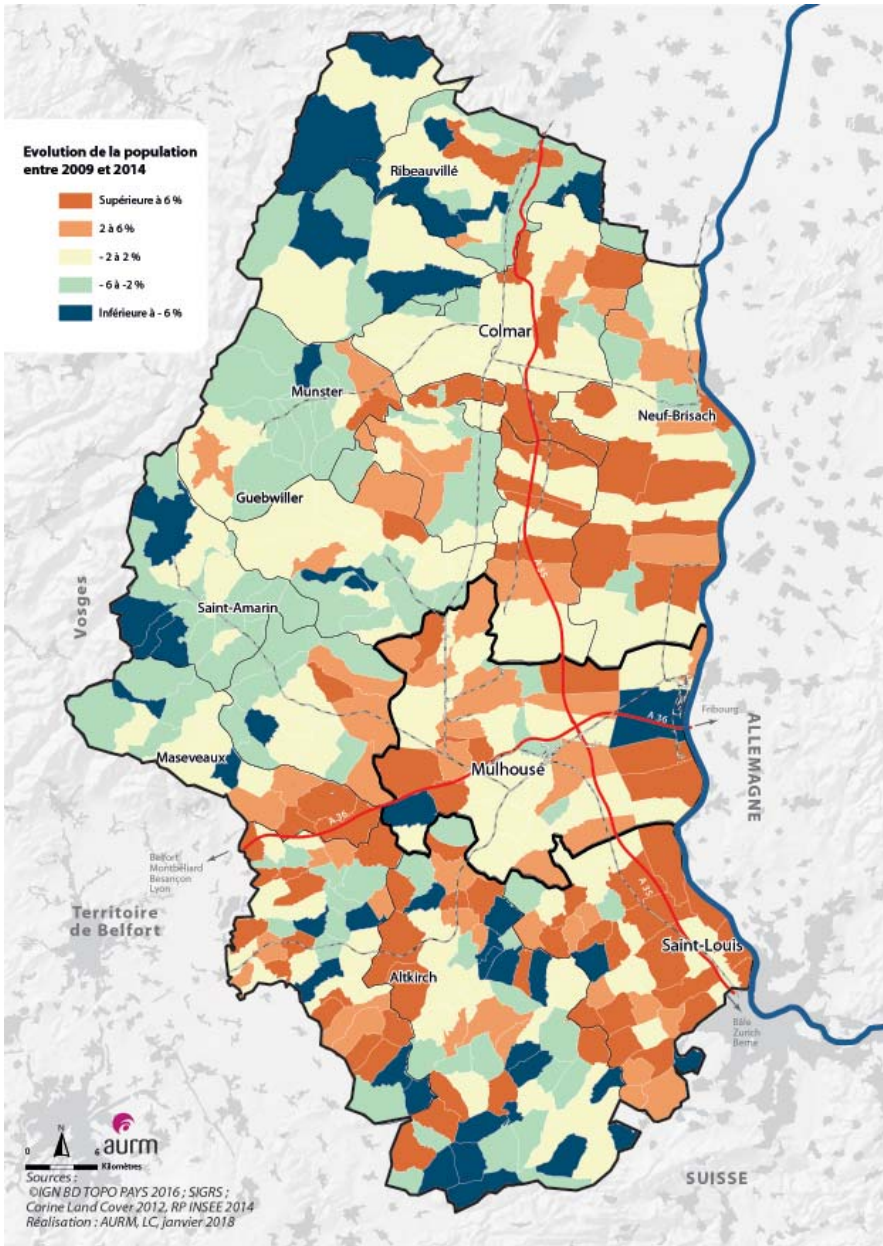 Evolution de la population
entre 2009 et 2014
Supérieure à 6 %
2 à 6 %
- 2 à 2 %
- 6 à -2 %
Inférieure à - 6 %
Ribeauvillé
Colmar
Munster
Neuf-Brisach
Guebwiller
A 35
Saint-Amarin
Vosges
Fribourg
A 36
ALLEMAGNE
Maseveaux
Mulhouse
A 36
Belfort
Montbéliard
Besançon
Lyon
A 35
Territoire
de Belfort
Saint-Louis
Altkirch
Bâle
Zurich
Berne
N
aurm
0 6
Kilomètres
SUISSE
Sources :
©IGN BD TOPO PAYS 2016 ; SIGRS ;
Corine Land Cover 2012, RP INSEE 2014
Réalisation : AURM, LC, janvier 2018